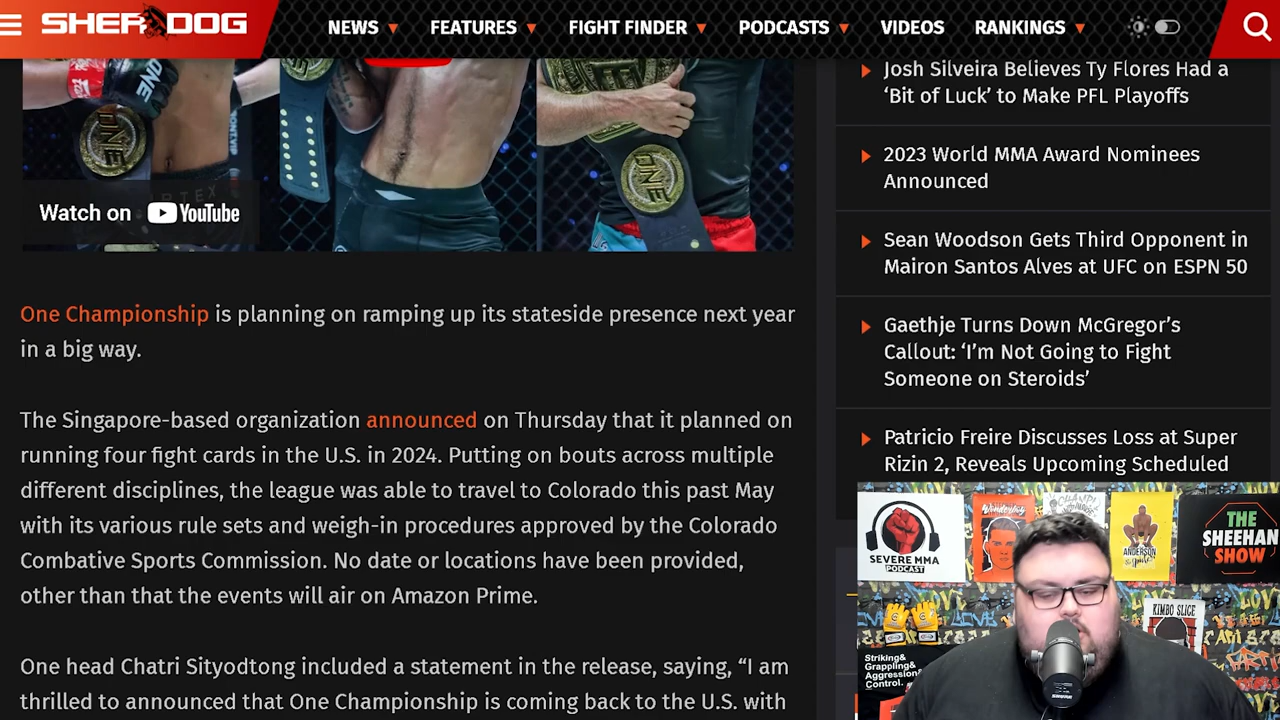 SHERDOG
NEWS
FEATURES
FIGHT FINDER
PODCASTS
VIDEOS
RANKINGS
ONE
ONE
ONE
Watch on YouTube
One Championship is planning on ramping up its stateside presence next year
in a big way.
The Singapore-based organization announced on Thursday that it planned on
running four fight cards in the U.S. in 2024. Putting on bouts across multiple
different disciplines, the league was able to travel to Colorado this past May
with its various rule sets and weigh-in procedures approved by the Colorado
Combative Sports Commission. No date or locations have been provided,
other than that the events will air on Amazon Prime.
One head Chatri Sityodtong included a statement in the release, saying, “I am
thrilled to announced that One Championship is coming back to the U.S. with
Josh Silveira Believes Ty Flores Had a
‘Bit of Luck’ to Make PFL Playoffs
2023 World MMA Award Nominees
Announced
Sean Woodson Gets Third Opponent in
Mairon Santos Alves at UFC on ESPN 50
Gaethje Turns Down McGregor’s
Callout: ‘I’m Not Going to Fight
Someone on Steroids’
Patricio Freire Discusses Loss at Super
Rizin 2, Reveals Upcoming Scheduled
SEVERE MMA
PODCAST
Wonderboy
ANDERSON
THE
SHEEHAN
SHOW
KIMBO SLICE
Striking&
Grappling&
Aggression&
Control.